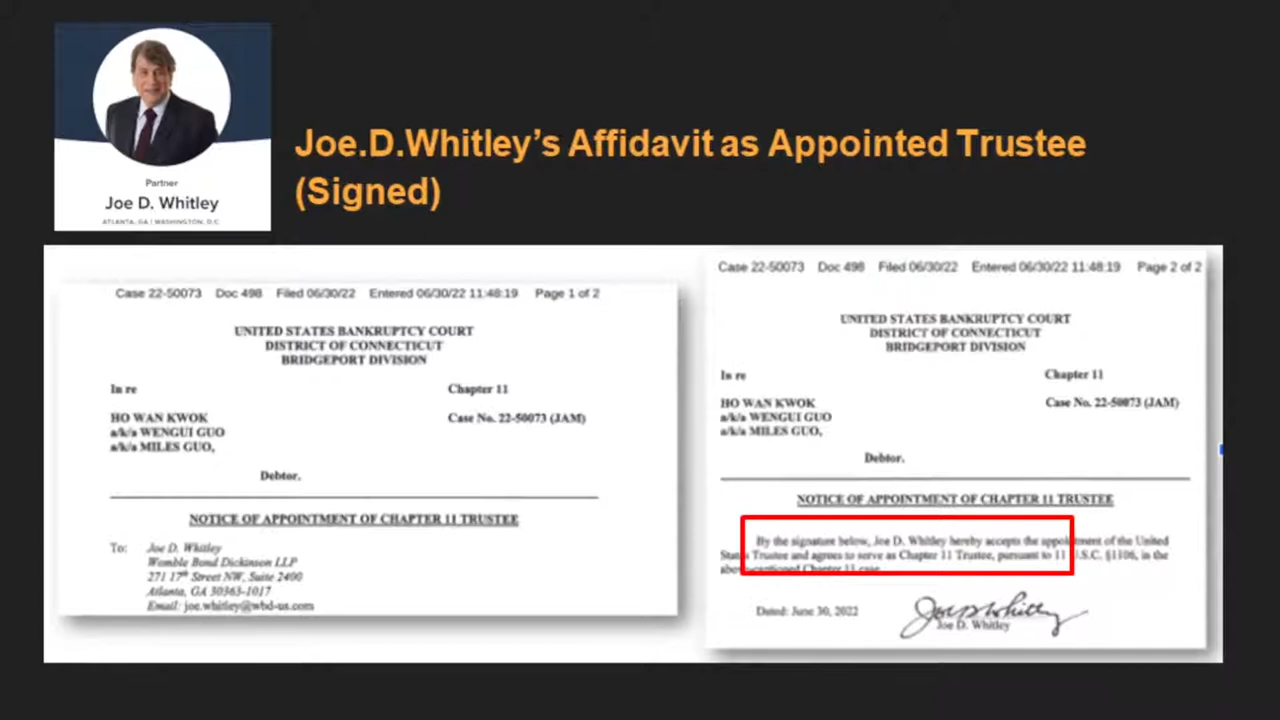 Partner
Joe D. Whitley
ATLANTA, GA | WASHINGTON, D.C.
Joe.D.Whitley’s Affidavit as Appointed Trustee
(Signed)
Case 22-50073 Doc 498 Filed 06/30/22 Entered 06/30/22 11:48:19 Page 1 of 2
UNITED STATES BANKRUPTCY COURT
DISTRICT OF CONNECTICUT
BRIDGEPORT DIVISION
In re Chapter 11
HO WAN KWOK Case No. 22-50073 (JAM)
a/k/a WENGUI GUO
a/k/a MILES GUO,
Debtor.
NOTICE OF APPOINTMENT OF CHAPTER 11 TRUSTEE
To: Joe D. Whitley
Womble Bond Dickinson LLP
271 17th Street NW, Suite 2400
Atlanta, GA 30363-1017
Email: joe.whitley@wbd-us.com
Case 22-50073 Doc 498 Filed 06/30/22 Entered 06/30/22 11:48:19 Page 2 of 2
UNITED STATES BANKRUPTCY COURT
DISTRICT OF CONNECTICUT
BRIDGEPORT DIVISION
In re Chapter 11
HO WAN KWOK Case No. 22-50073 (JAM)
a/k/a WENGUI GUO
a/k/a MILES GUO,
Debtor.
NOTICE OF APPOINTMENT OF CHAPTER 11 TRUSTEE
By the signature below, Joe D. Whitley hereby accepts the appointment of the United
States Trustee and agrees to serve as Chapter 11 Trustee, pursuant to 11 U.S.C. §1106, in the
above-captioned Chapter 11 case.
Dated: June 30, 2022
Joe D Whitley
Joe D. Whitley